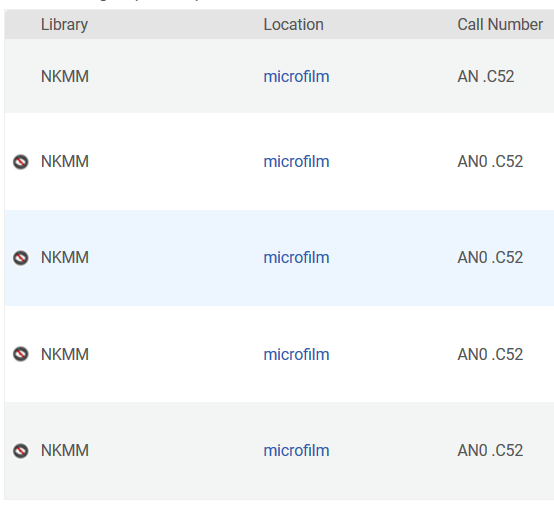 Library Location Call Number
NKMM microfilm AN .C52
NKMM microfilm AN0 .C52
NKMM microfilm AN0 .C52
NKMM microfilm AN0 .C52
NKMM microfilm AN0 .C52